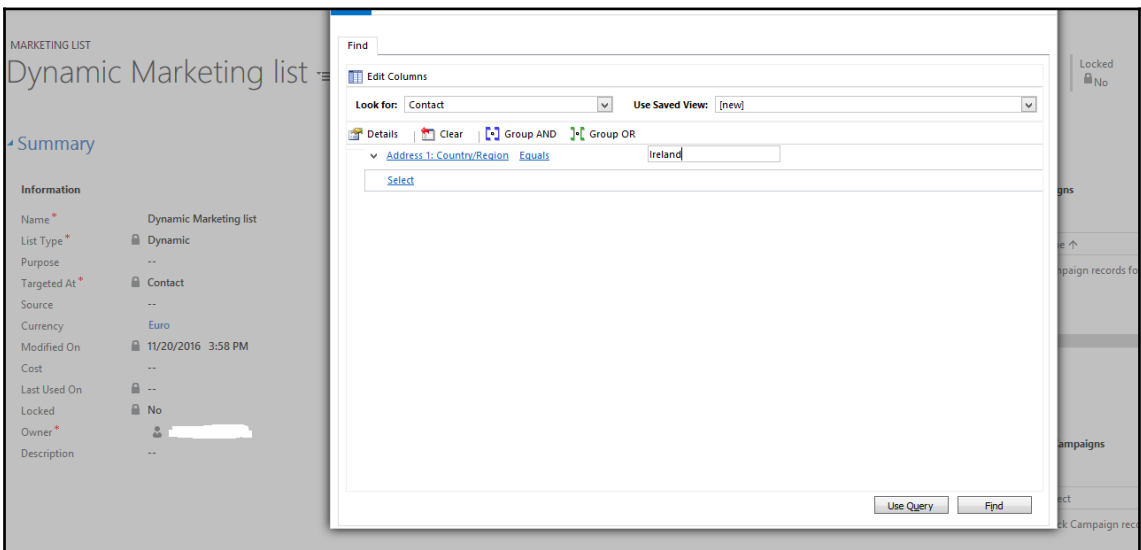 MARKETING LIST
Dynamic Marketing list
Summary
Information
Name* Dynamic Marketing list
List Type* Dynamic
Purpose --
Targeted At* Contact
Source --
Currency Euro
Modified On 11/20/2016 3:58 PM
Cost --
Last Used On --
Locked No
Owner*
Description --
Find
Edit Columns
Look for: Contact Use Saved View: [new]
Details Clear Group AND Group OR
Address 1: Country/Region Equals Ireland
Select
Use Query Find
Locked
No
gns
e ↑
npaign records fo
ampaigns
ect
ck Campaign reco